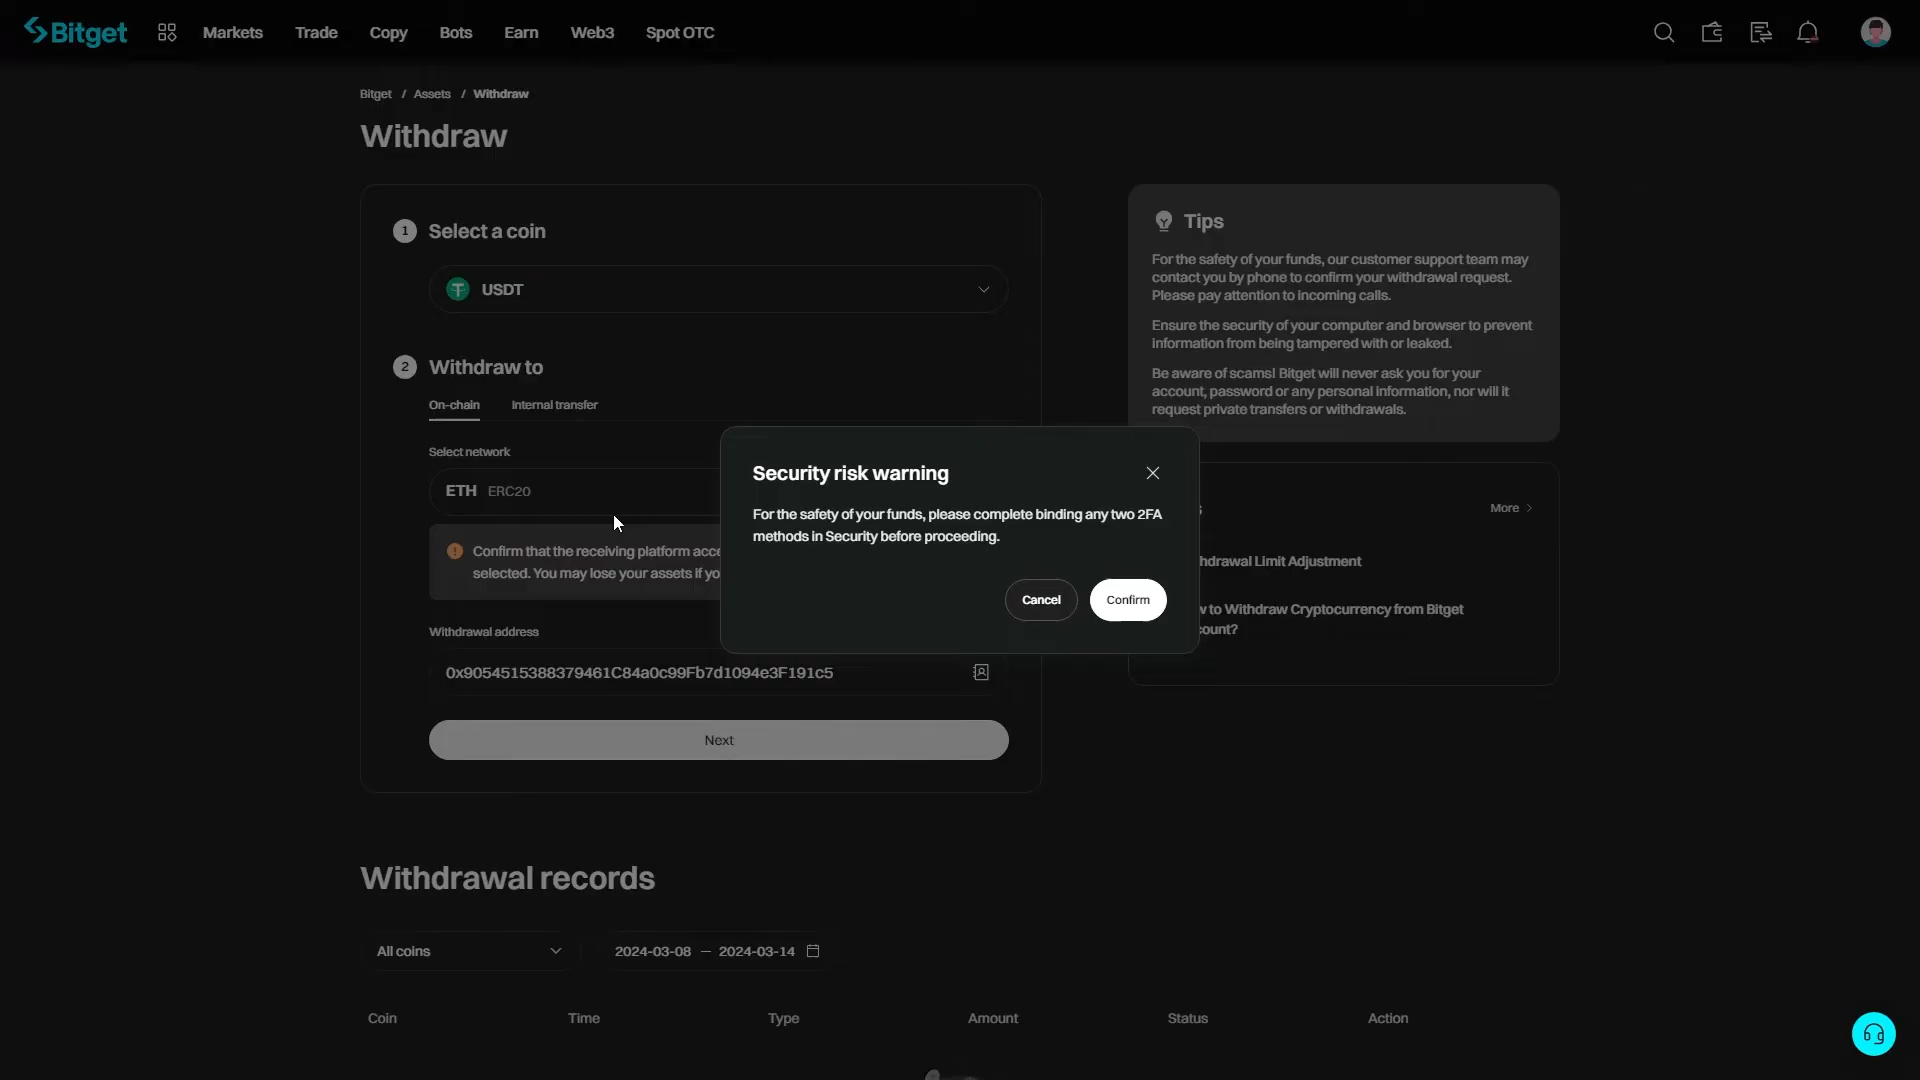 Bitget
Markets
Trade
Copy
Bots
Earn
Web3
Spot OTC
Bitget / Assets / Withdraw
Withdraw
1 Select a coin
USDT
2 Withdraw to
On-chain
Internal transfer
Select network
ETH ERC20
Confirm that the receiving platform
selected. You may lose your assets if
Withdrawal address
0x9054515388379461C84a0c99Fb7d1094e3F191c5
Next
Security risk warning
For the safety of your funds, please complete binding any two 2FA
methods in Security before proceeding.
Cancel
Confirm
Tips
For the safety of your funds, our customer support team may
contact you by phone to confirm your withdrawal request.
Please pay attention to incoming calls.
Ensure the security of your computer and browser to prevent
information from being tampered with or leaked.
Be aware of scams! Bitget will never ask you for your
account, password or any personal information, nor will it
request private transfers or withdrawals.
More
Limit Adjustment
to Withdraw Cryptocurrency from Bitget
Withdrawal records
All coins
2024-03-08 — 2024-03-14
Coin
Time
Type
Amount
Status
Action